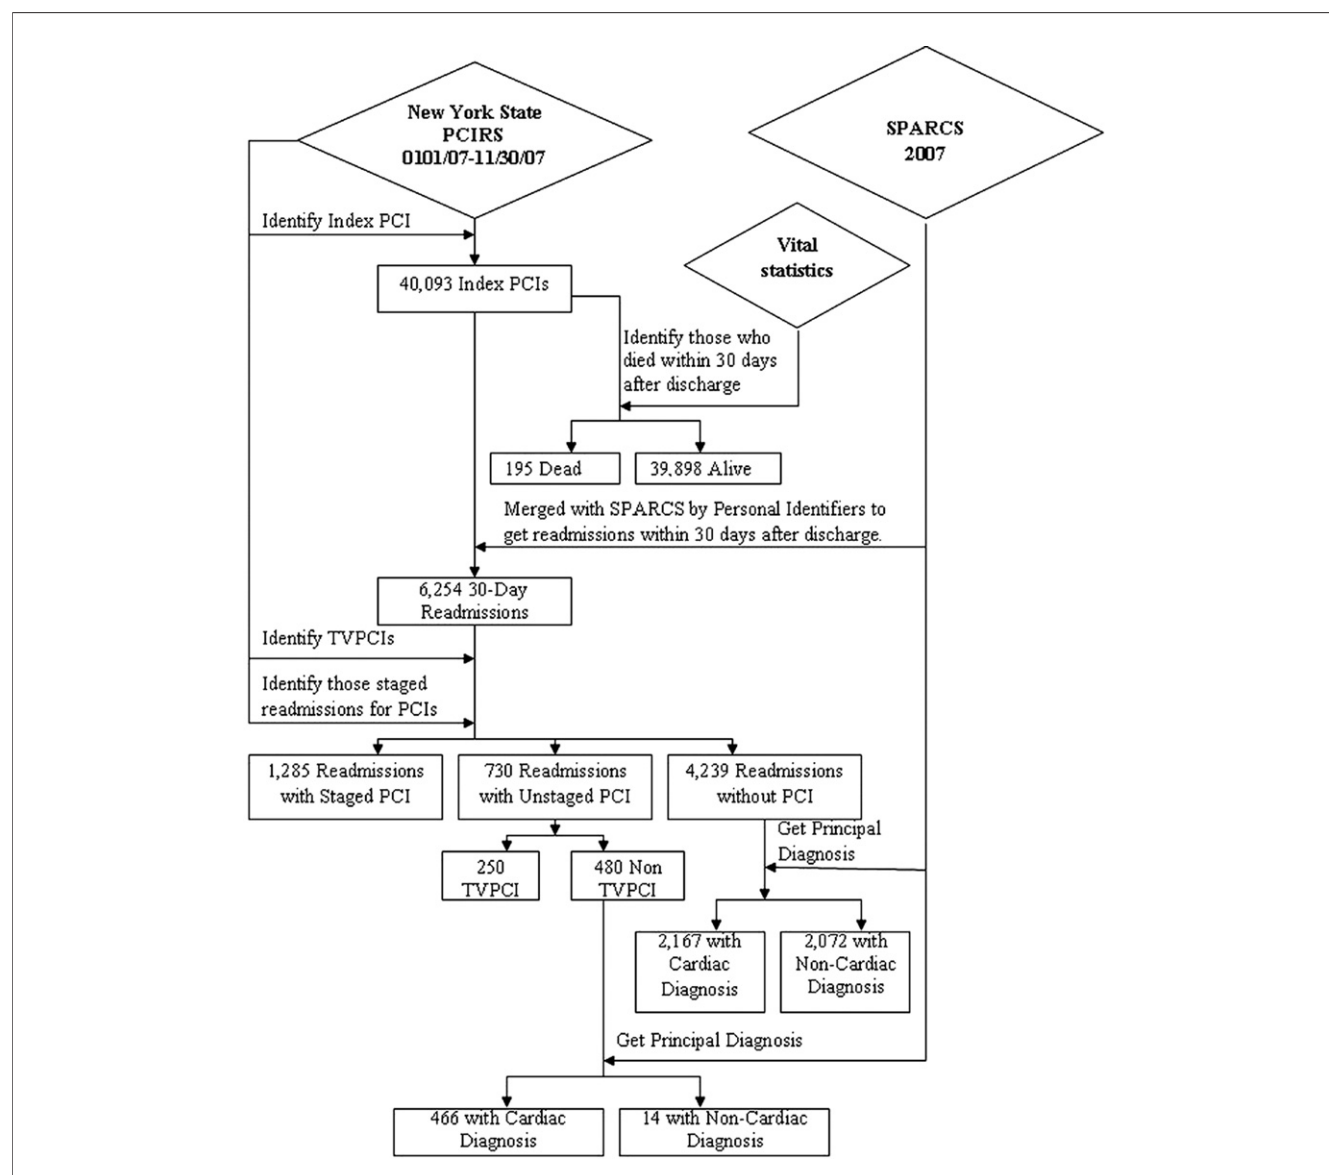 New York State
PCIRS
0101/07-11/30/07
SPARCS
2007
Identify Index PCI
Vital
statistics
40,093 Index PCIs
Identify those who
died within 30 days
after discharge
195 Dead
39,898 Alive
Merged with SPARCS by Personal Identifiers to
get readmissions within 30 days after discharge.
6,254 30-Day
Readmissions
Identify TVPCIs
Identify those staged
readmissions for PCIs
1,285 Readmissions
with Staged PCI
730 Readmissions
with Unstaged PCI
4,239 Readmissions
without PCI
Get Principal
Diagnosis
250
TVPCI
480 Non
TVPCI
2,167 with
Cardiac
Diagnosis
2,072 with
Non-Cardiac
Diagnosis
Get Principal Diagnosis
466 with Cardiac
Diagnosis
14 with Non-Cardiac
Diagnosis